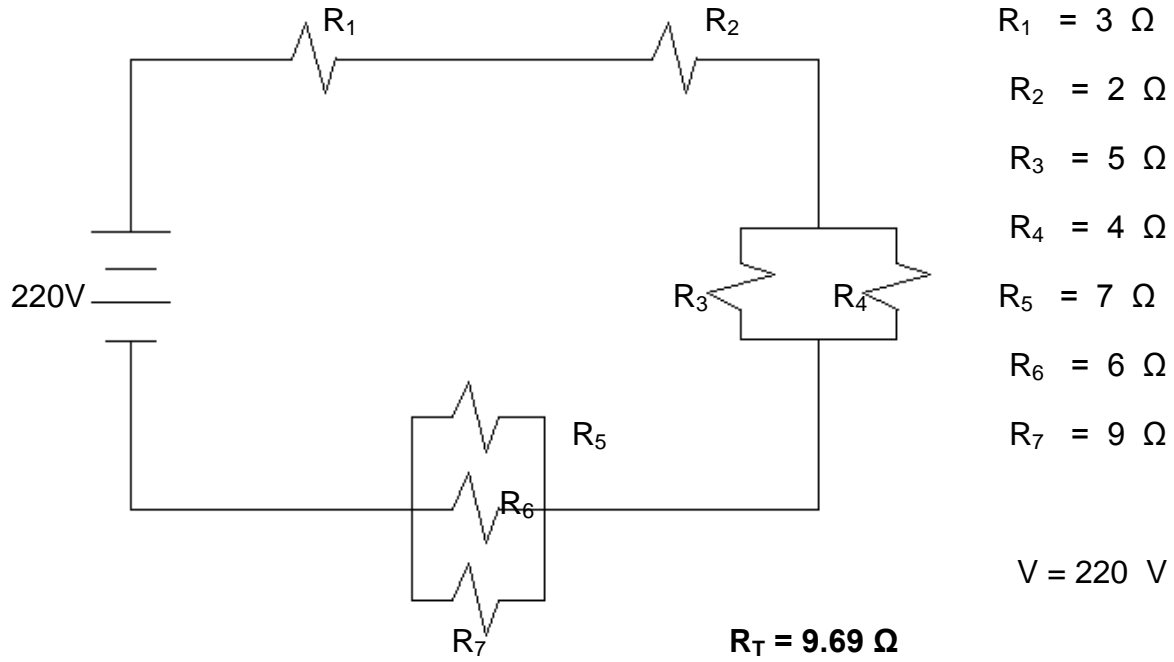 R₁
R₂
R₁ = 3 Ω
R₂ = 2 Ω
R₃ = 5 Ω
R₄ = 4 Ω
220V
R₃
R₄
R₅ = 7 Ω
R₆ = 6 Ω
R₅
R₇ = 9 Ω
R₆
V = 220 V
R₇
R_T = 9.69 Ω